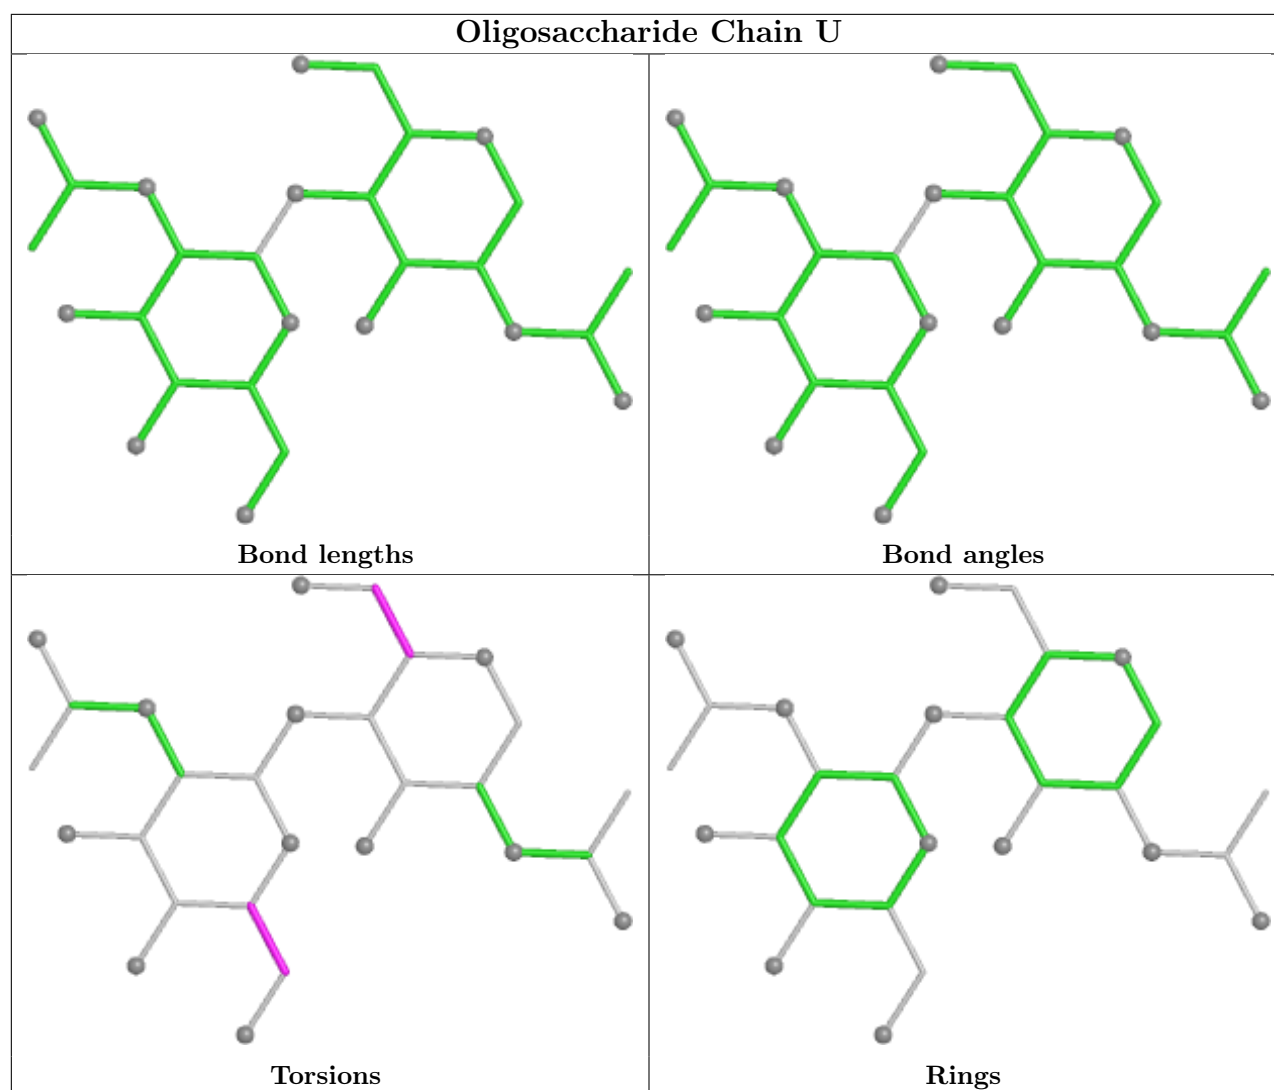 Oligosaccharide Chain U
Bond lengths
Bond angles
Torsions
Rings